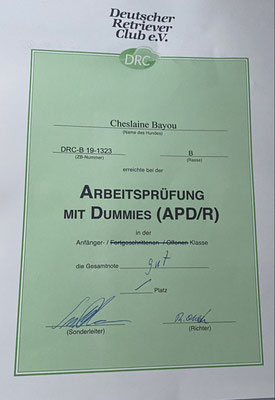 Deutscher
Retriever
Club e.V.
DRC
Cheslaine Bayou
(Name des Hundes)
DRC-B 19-1323 B
(ZB-Nummer) (Rasse)
erreichte bei der
ARBEITSPRÜFUNG
MIT DUMMIES (APD/R)
in der
Anfänger- / Fortgeschrittenen- / Offenen Klasse
die Gesamtnote gut
Platz
(Sonderleiter) (Richter)